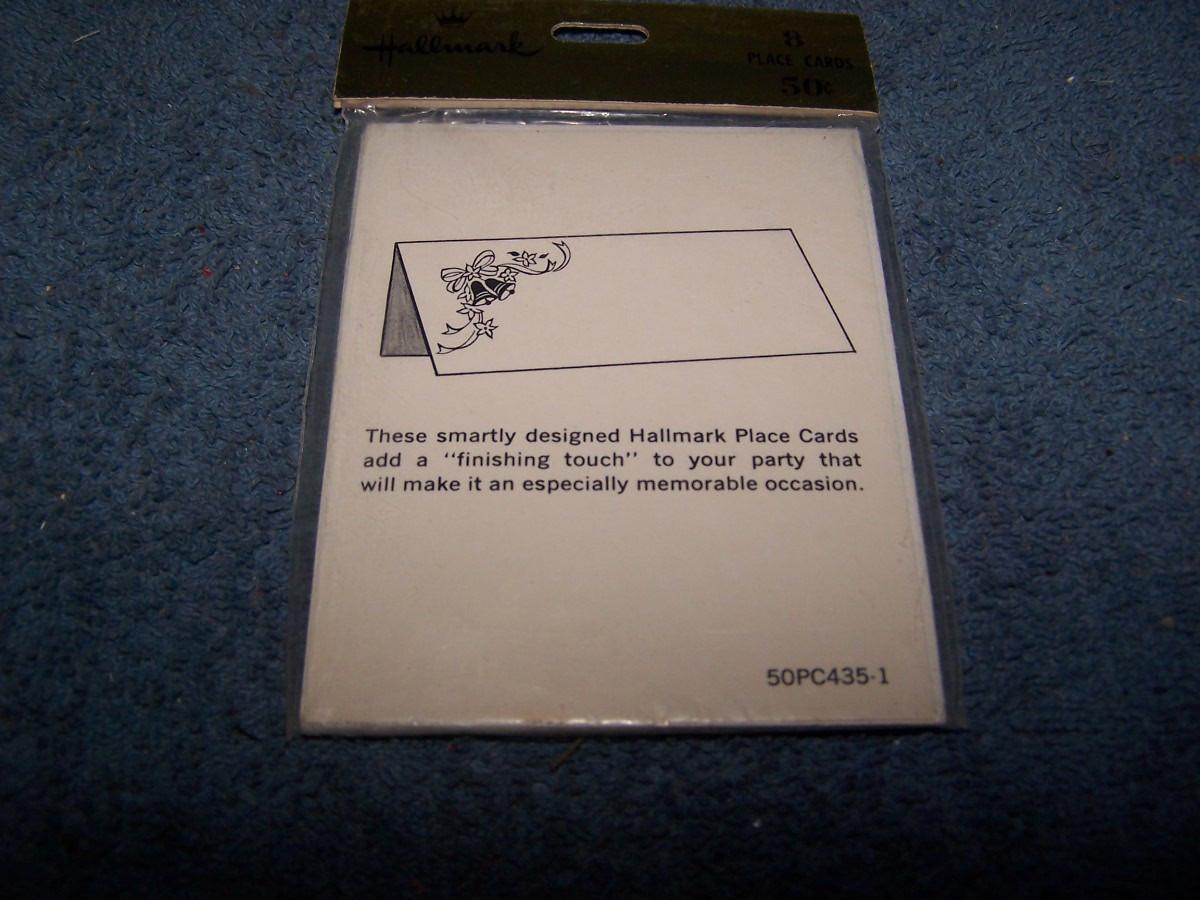 Hallmark
8
PLACE CARDS
50¢
These smartly designed Hallmark Place Cards
add a "finishing touch" to your party that
will make it an especially memorable occasion.
50PC435-1